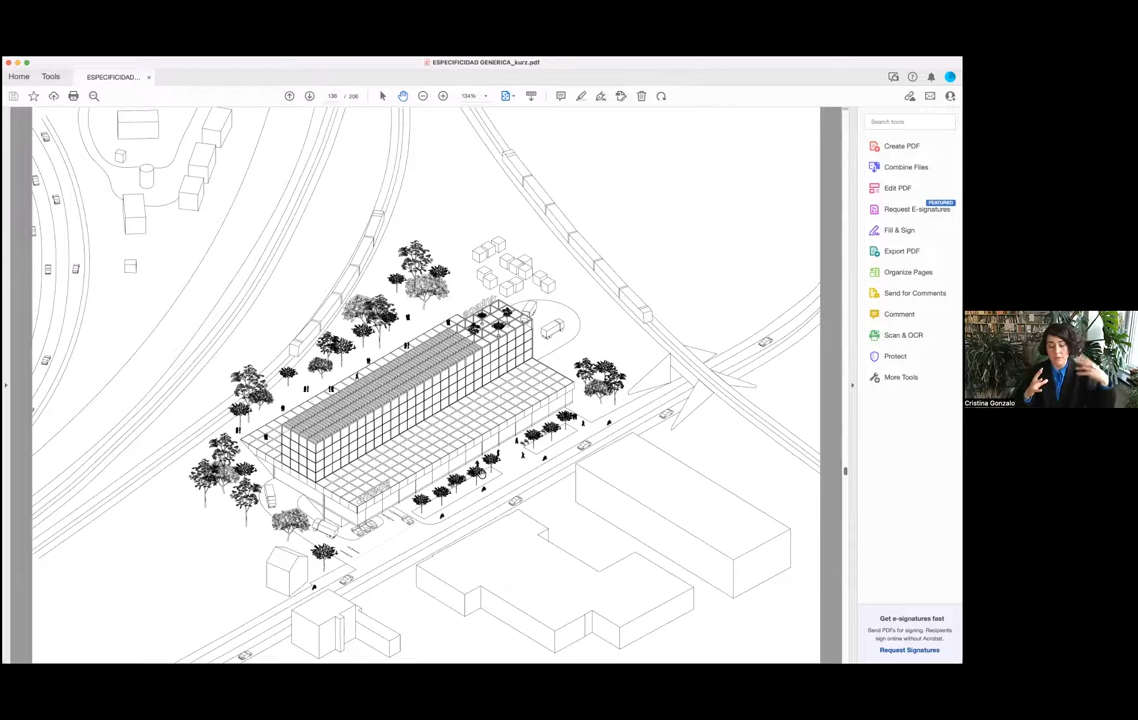 ESPECIFICIDAD GENERICA_kurz.pdf
Home Tools ESPECIFICIDAD... ×
136 / 206 134%
Search tools
Create PDF
Combine Files
Edit PDF
FEATURED
Request E-signatures
Fill & Sign
Export PDF
Organize Pages
Send for Comments
Comment
Scan & OCR
Protect
More Tools
Cristina Gonzalo
Get e-signatures fast
Send PDFs for signing. Recipients
sign online without Acrobat.
Request Signatures